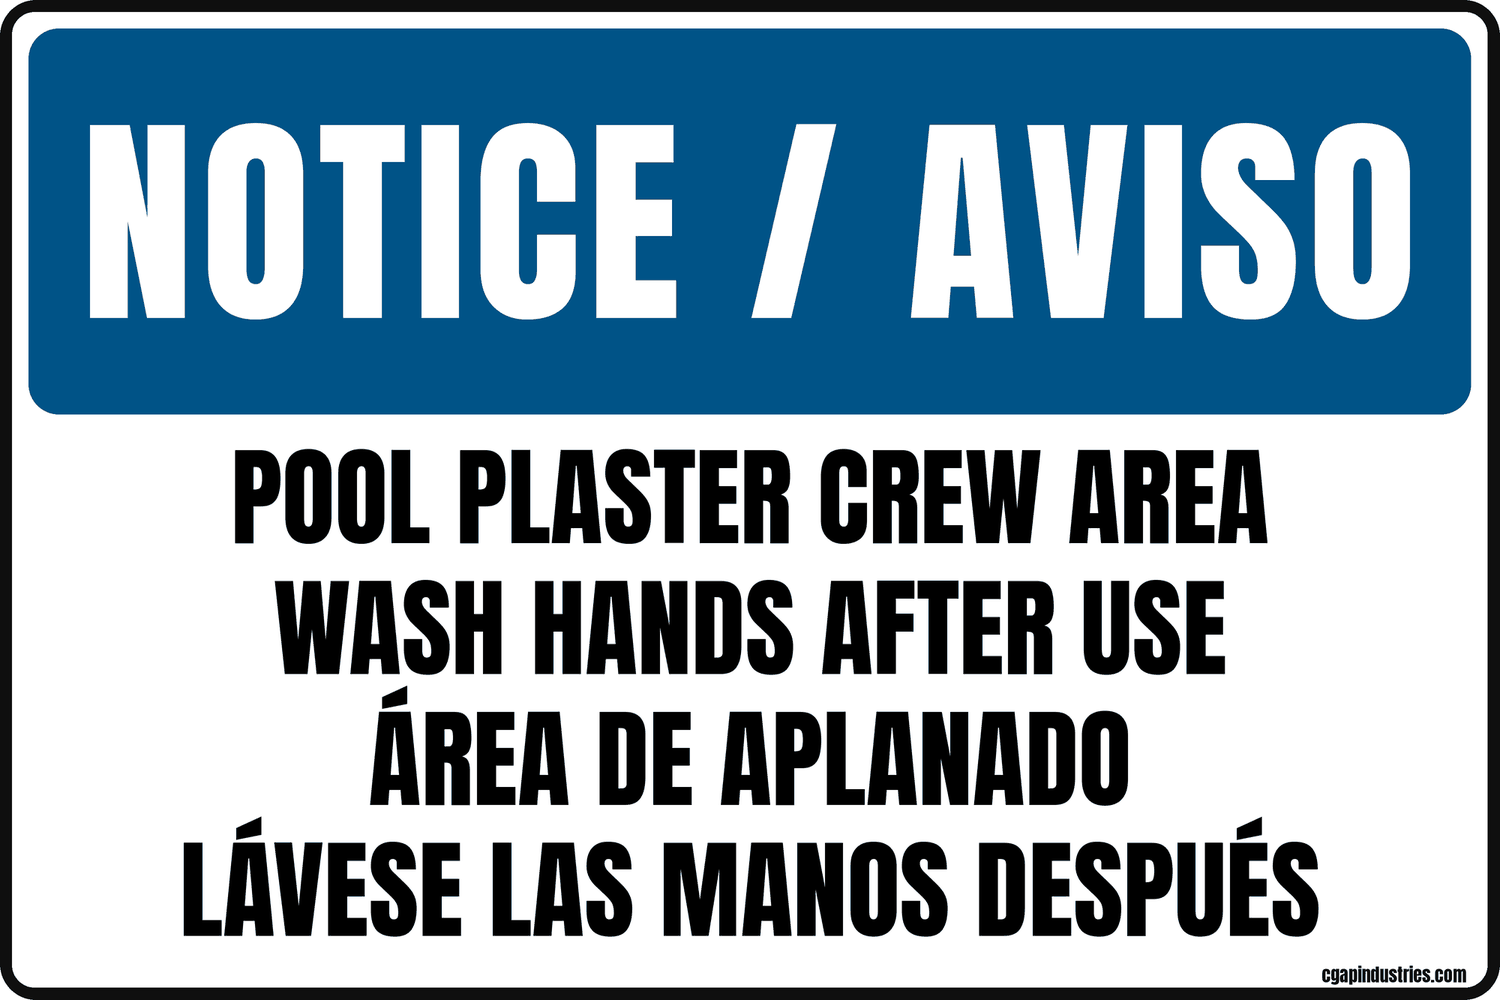 NOTICE / AVISO
POOL PLASTER CREW AREA
WASH HANDS AFTER USE
ÁREA DE APLANADO
LÁVESE LAS MANOS DESPUÉS
cgapindustries.com